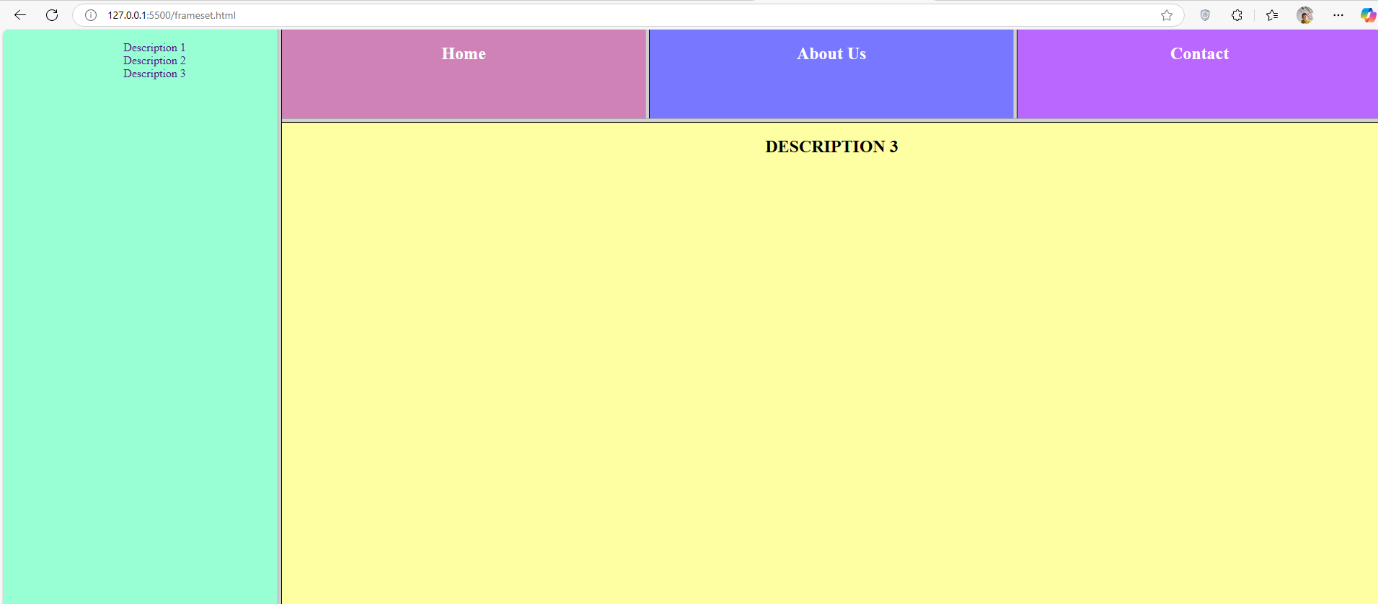 127.0.0.1:5500/frameset.html
Description 1
Description 2
Description 3
Home
About Us
Contact
DESCRIPTION 3